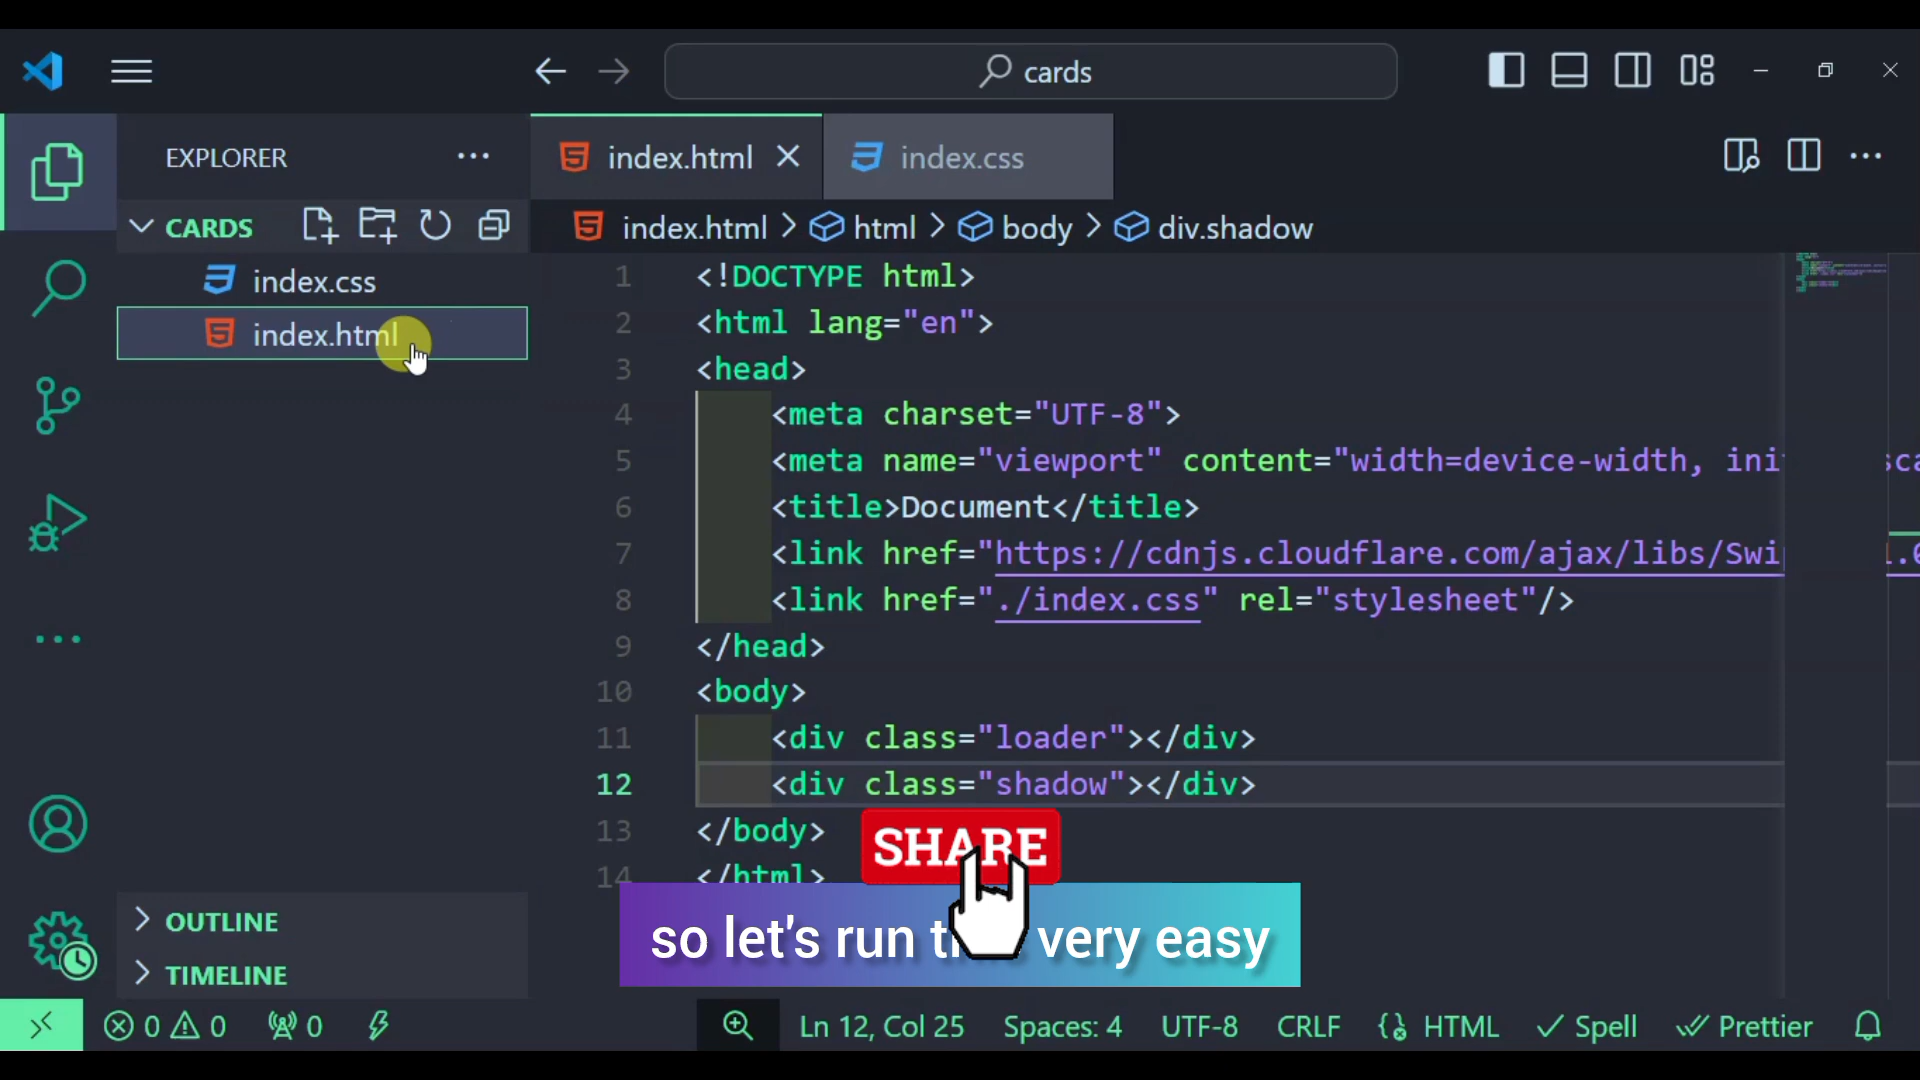 cards
EXPLORER
index.html
index.css
CARDS
index.html > html > body > div.shadow
index.css
index.html
1 <!DOCTYPE html>
2 <html lang="en">
3 <head>
4 <meta charset="UTF-8">
5 <meta name="viewport" content="width=device-width, ini
6 <title>Document</title>
7 <link href="https://cdnjs.cloudflare.com/ajax/libs/Swi
8 <link href="./index.css" rel="stylesheet"/>
9 </head>
10 <body>
11 <div class="loader"></div>
12 <div class="shadow"></div>
13 </body>
14 </html>
SHARE
so let's run very easy
OUTLINE
TIMELINE
0 0 0
Ln 12, Col 25 Spaces: 4 UTF-8 CRLF HTML Spell Prettier